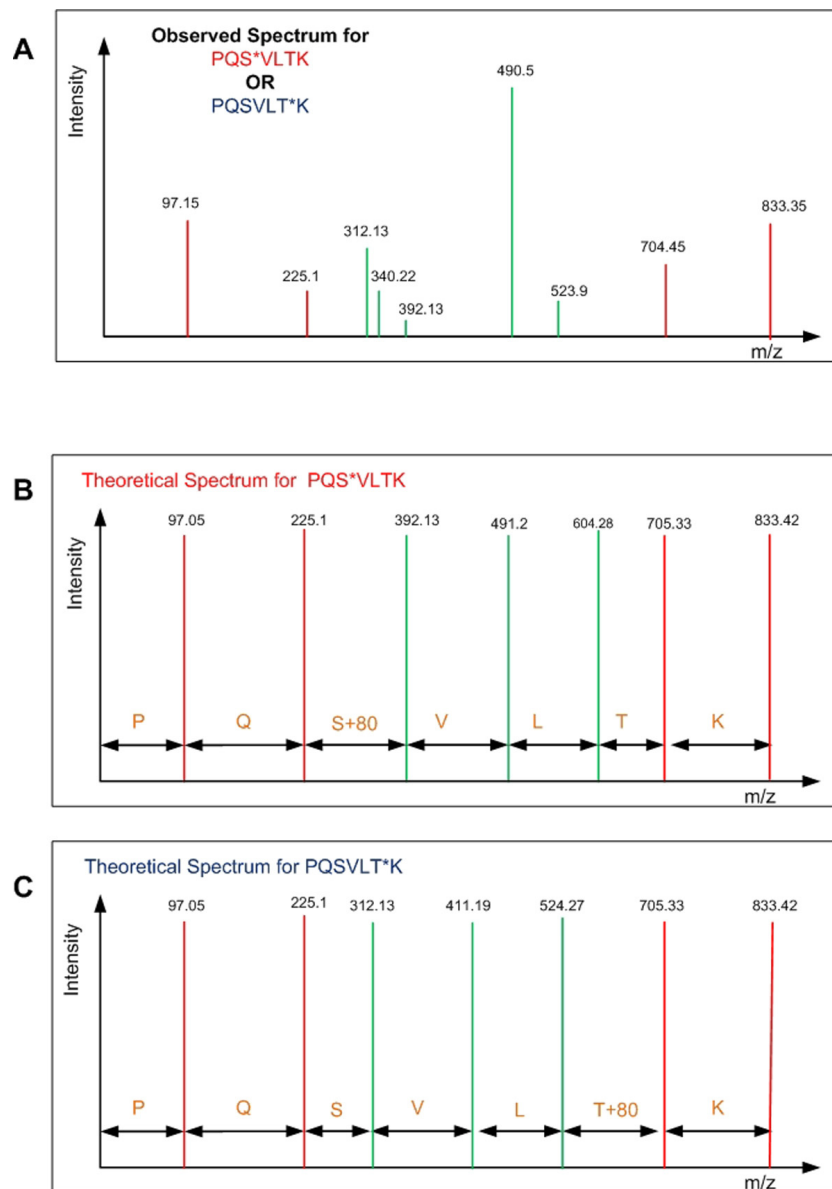 A
Observed Spectrum for
PQS*VLTK
OR
PQSVLT*K
Intensity
490.5
97.15
833.35
312.13
704.45
225.1
340.22
523.9
392.13
m/z
B
Theoretical Spectrum for PQS*VLTK
Intensity
97.05
225.1
392.13
491.2
604.28
705.33
833.42
P
Q
S+80
V
L
T
K
m/z
C
Theoretical Spectrum for PQSVLT*K
Intensity
97.05
225.1
312.13
411.19
524.27
705.33
833.42
P
Q
S
V
L
T+80
K
m/z